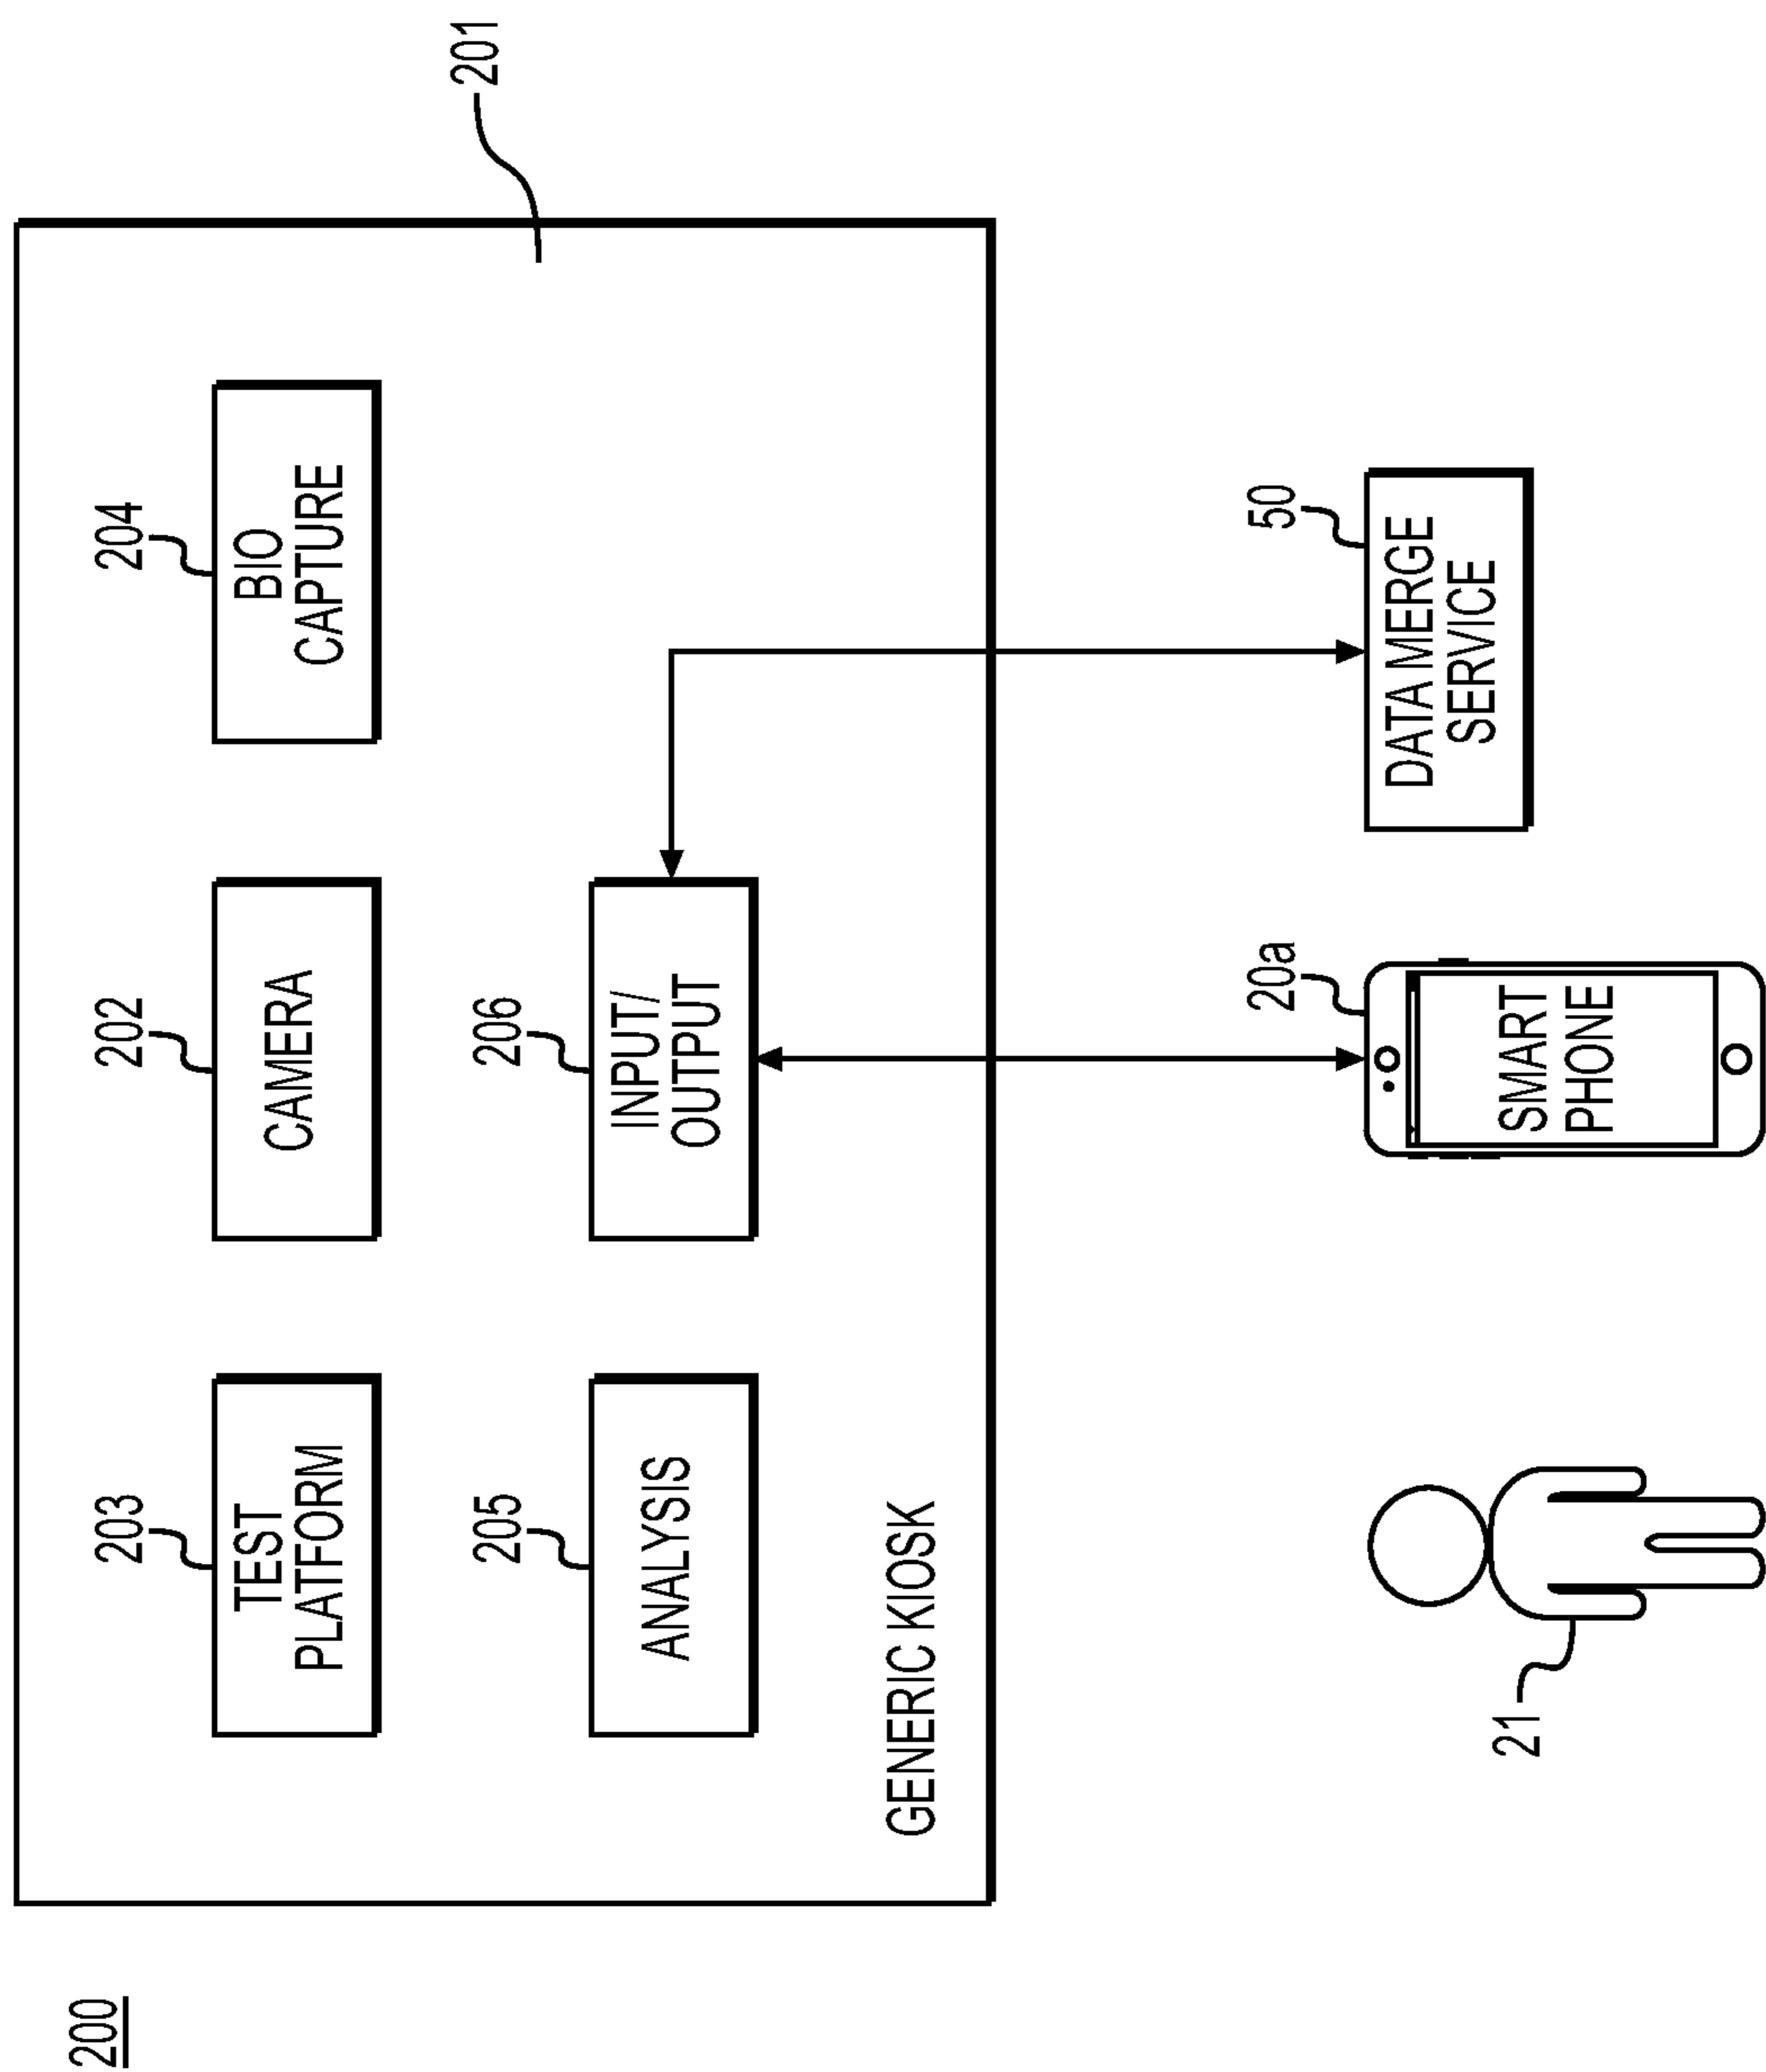 200
203
TEST
PLATFORM
202
CAMERA
204
BIO
CAPTURE
201
205
ANALYSIS
206
INPUT/
OUTPUT
GENERIC KIOSK
21
20a
SMART
PHONE
50
DATA MERGE
SERVICE